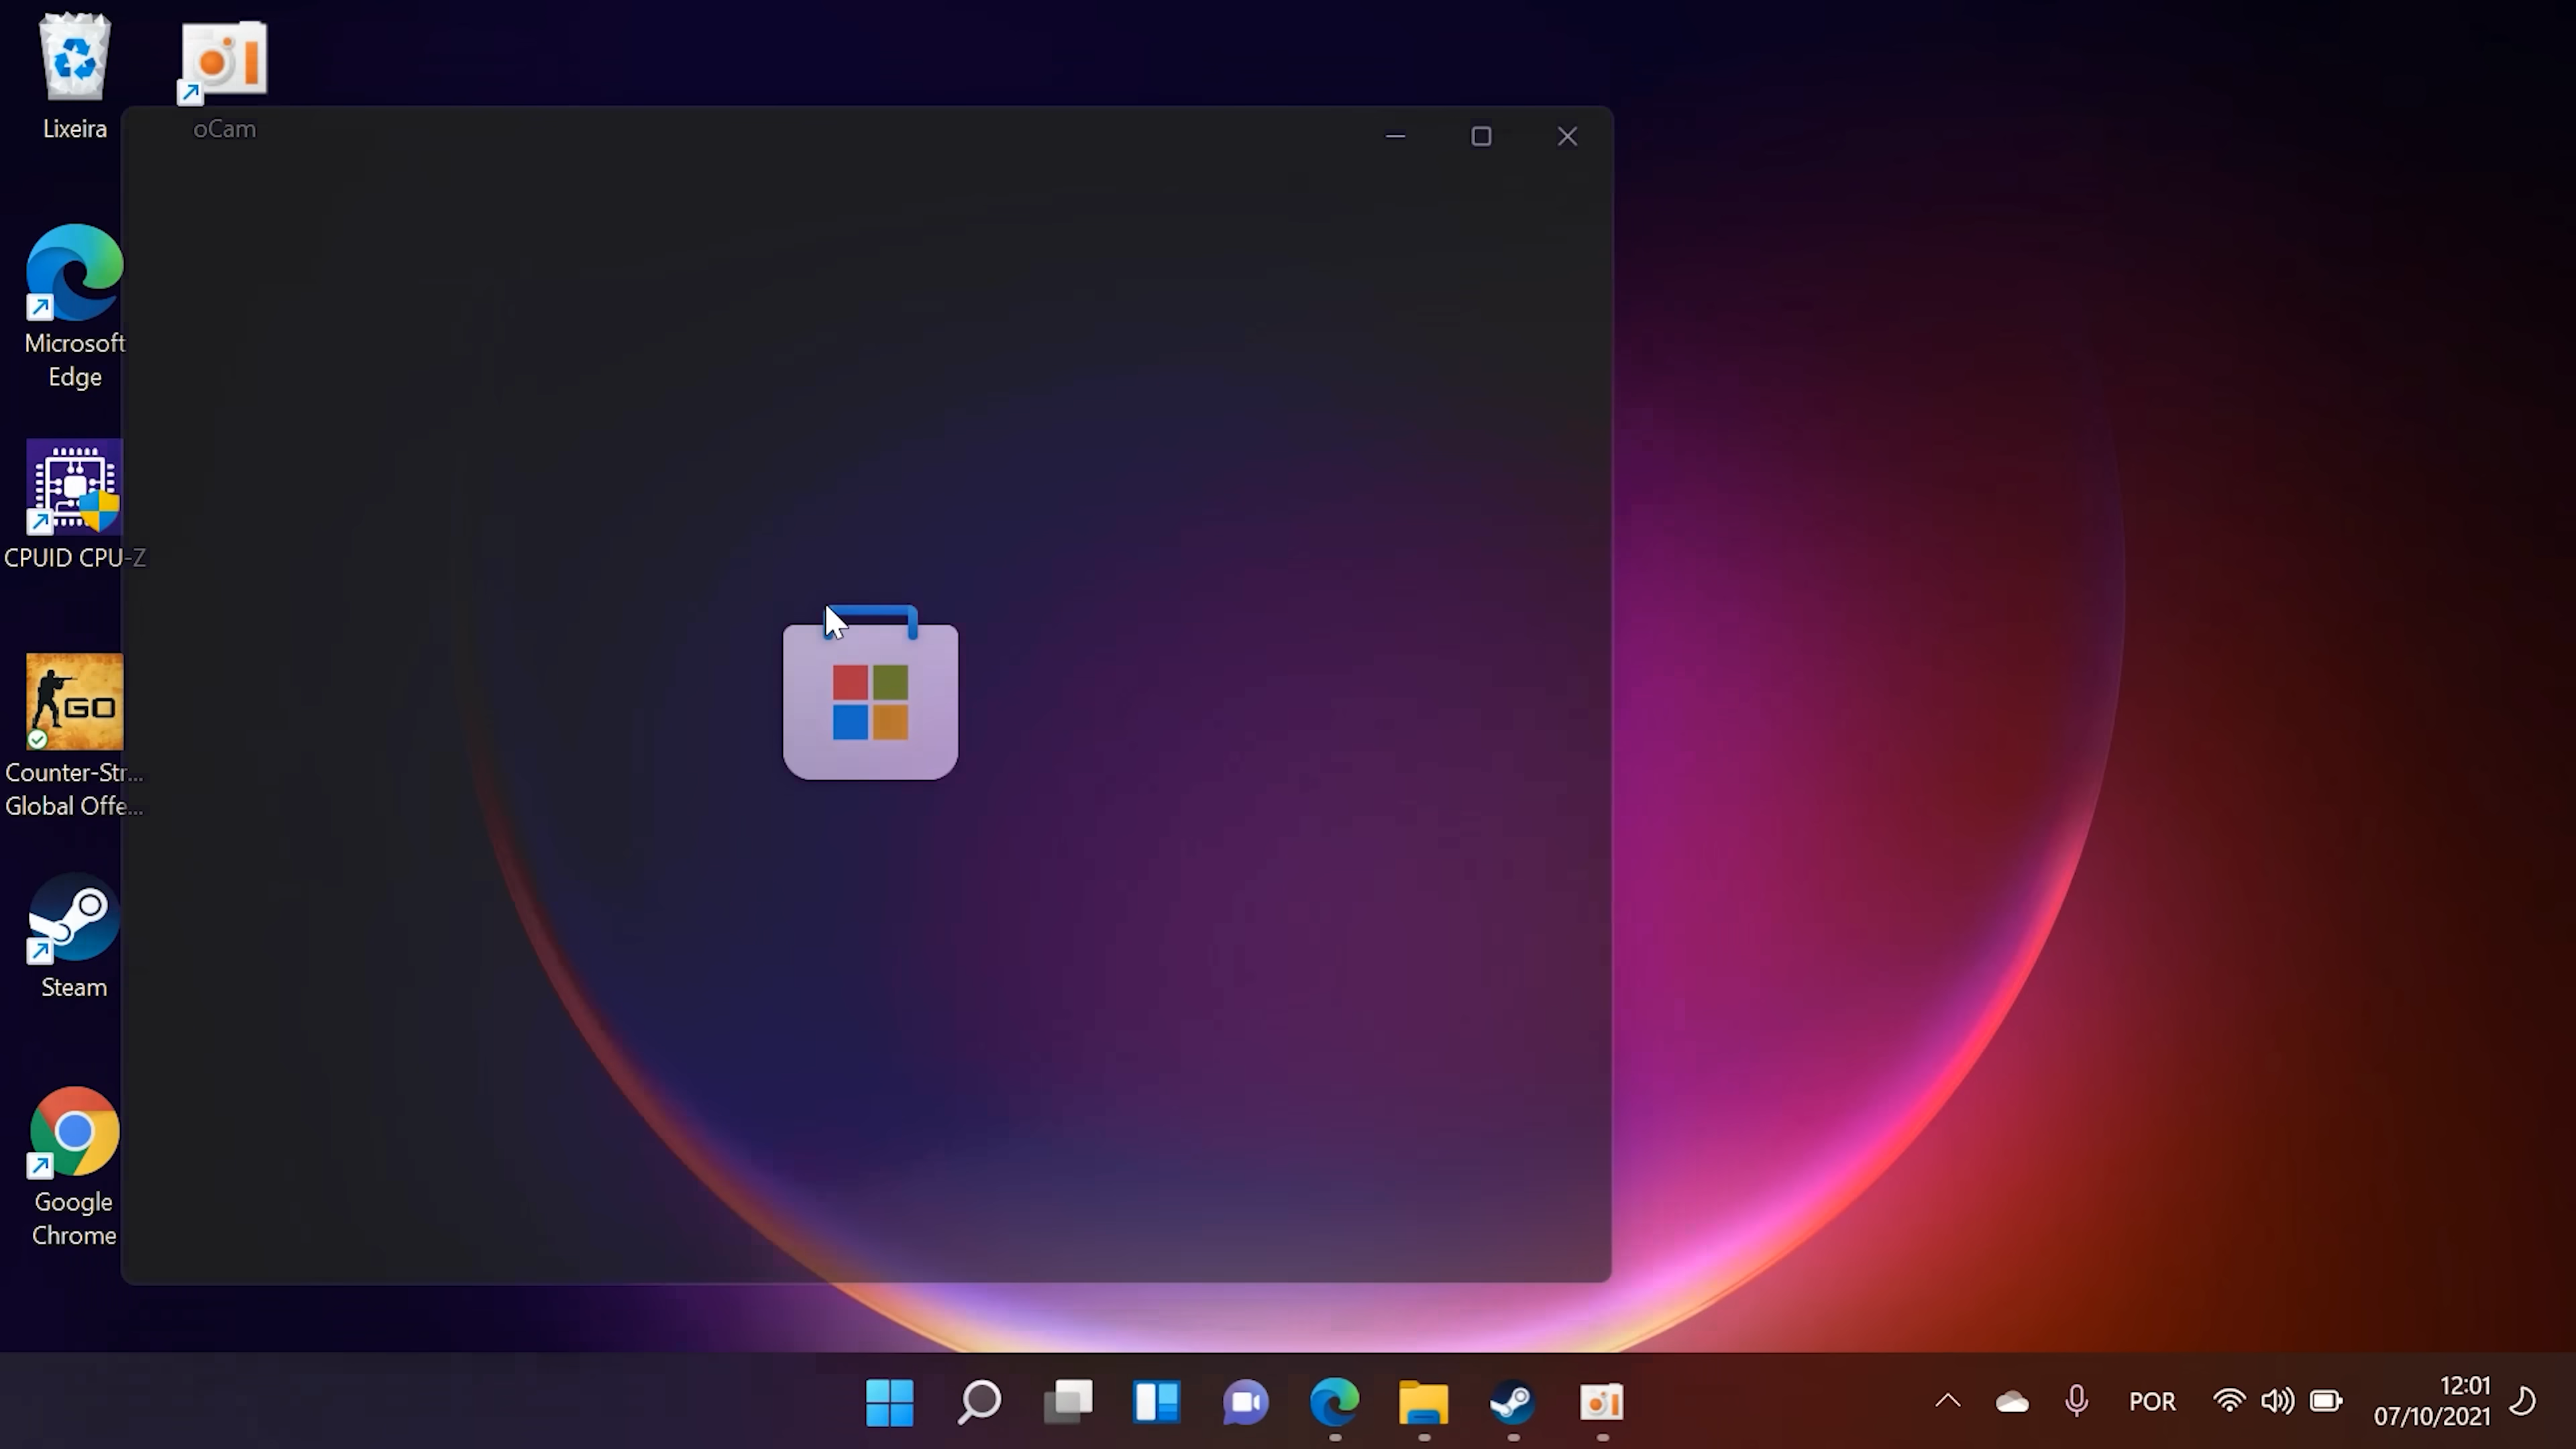 Lixeira
oCam
Microsoft
Edge
CPUID CPU-Z
GO
Counter-Str...
Global Offe...
Steam
Google
Chrome
POR
12:01
07/10/2021